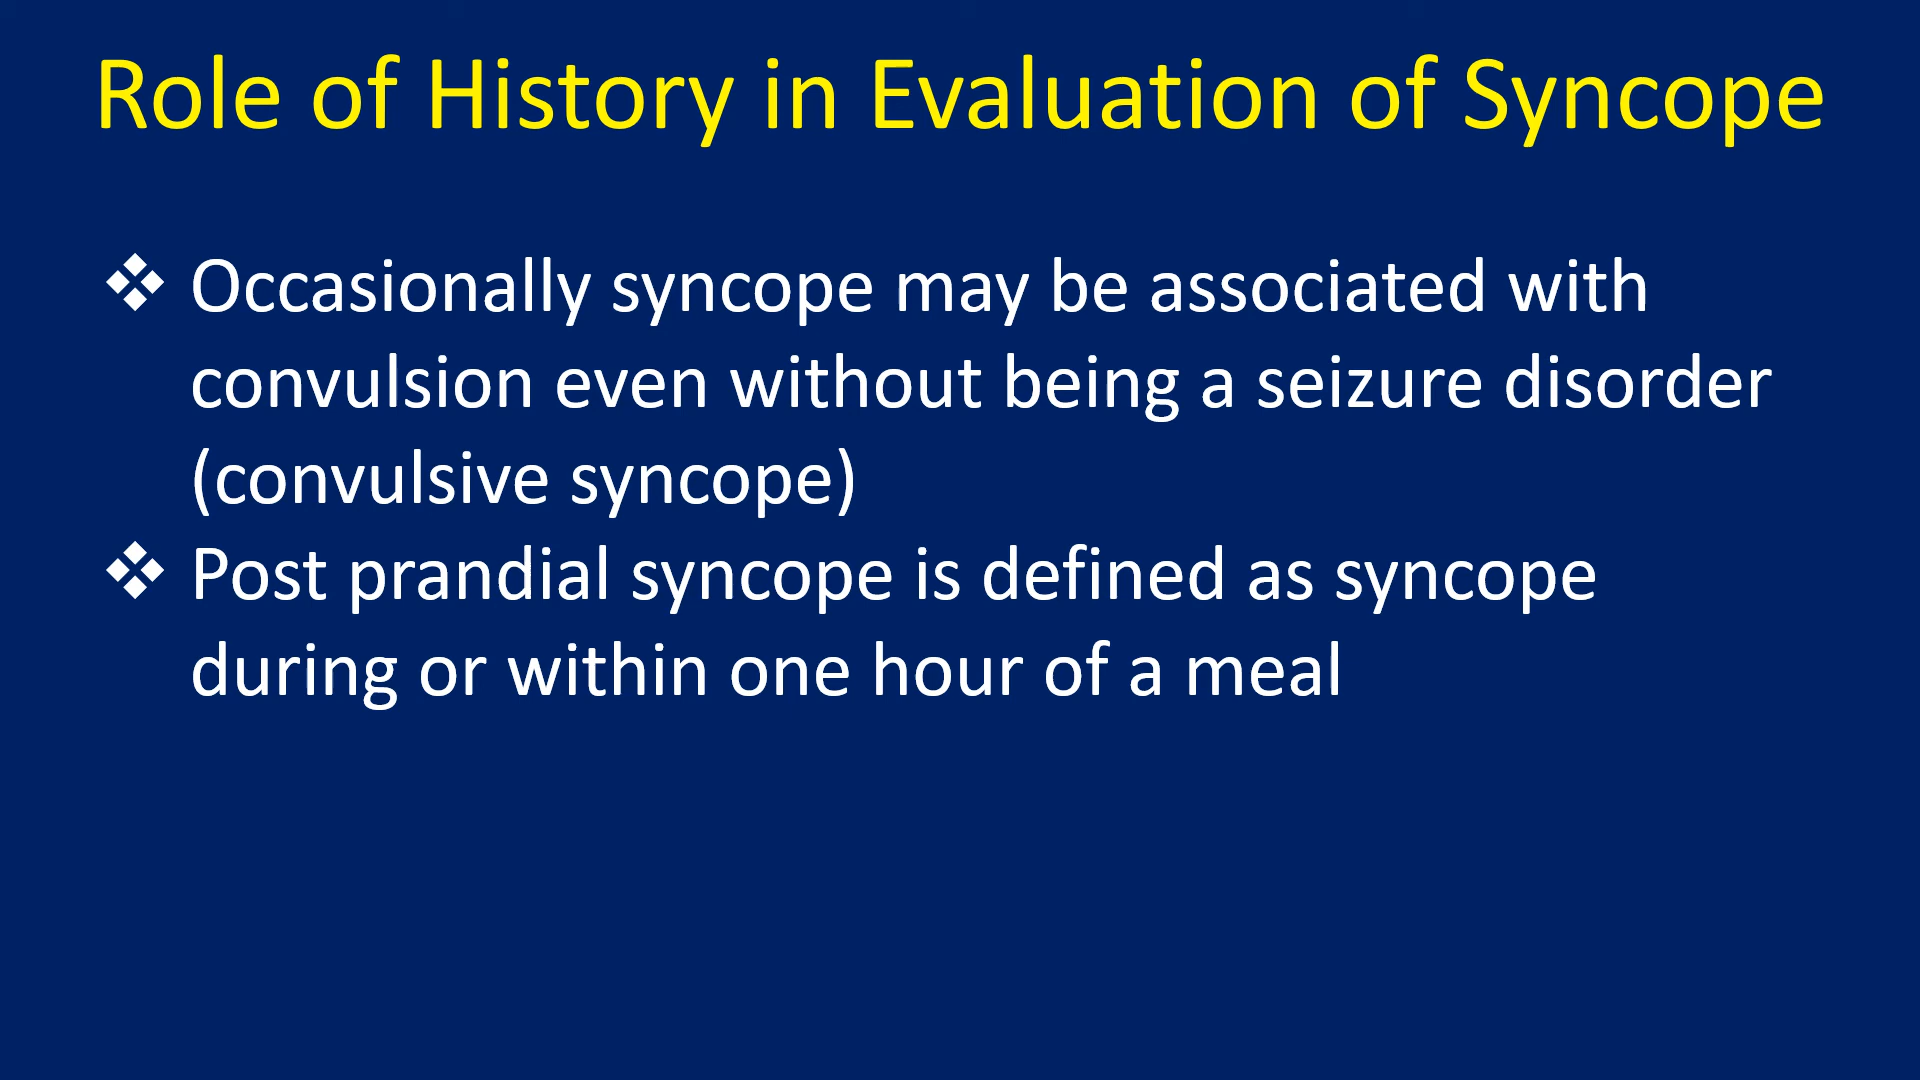 Role of History in Evaluation of Syncope
❖ Occasionally syncope may be associated with
convulsion even without being a seizure disorder
(convulsive syncope)
❖ Post prandial syncope is defined as syncope
during or within one hour of a meal